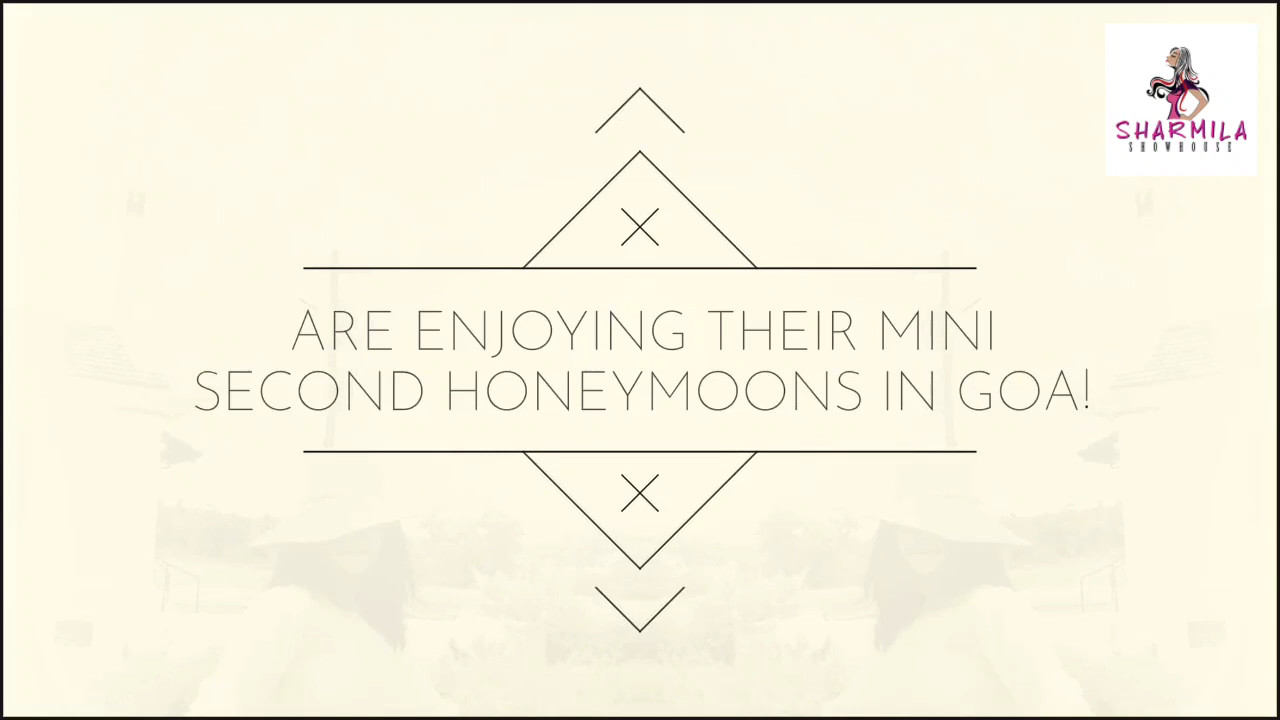 SHARMILA
SHOWHOUSE
ARE ENJOYING THEIR MINI
SECOND HONEYMOONS IN GOA!